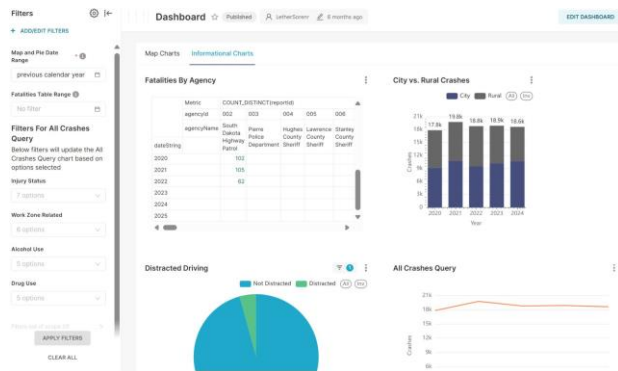 Filters
+ ADD/EDIT FILTERS
Map and Pie Date
Range
previous calendar year
Fatalities Table Range
No filter
Filters For All Crashes
Query
Below filters will update the All
Crashes Query chart based on
options selected
Injury Status
7 options
Work Zone Related
6 options
Alcohol Use
5 options
Drug Use
5 options
APPLY FILTERS
CLEAR ALL
Dashboard
Published
6 months ago
EDIT DASHBOARD
Map Charts
Informational Charts
Fatalities By Agency
Metric
COUNT_DISTINCT(reportId)
agencyId
002
003
004
005
006
agencyName
South Dakota Highway Patrol
Pierre Police Department
Hughes County Sheriff
Lawrence County Sheriff
Stanley County Sheriff
dateString
2020
102
2021
105
2022
82
2023
2024
2025
City vs. Rural Crashes
City
Rural
All
Inv
21k
18k
15k
12k
9k
6k
3k
0
17.8k
19.8k
18.8k
18.9k
18.6k
Crashes
2020
2021
2022
2023
2024
Year
Distracted Driving
1
Not Distracted
Distracted
All
Inv
All Crashes Query
21k
18k
15k
12k
9k
6k
Crashes